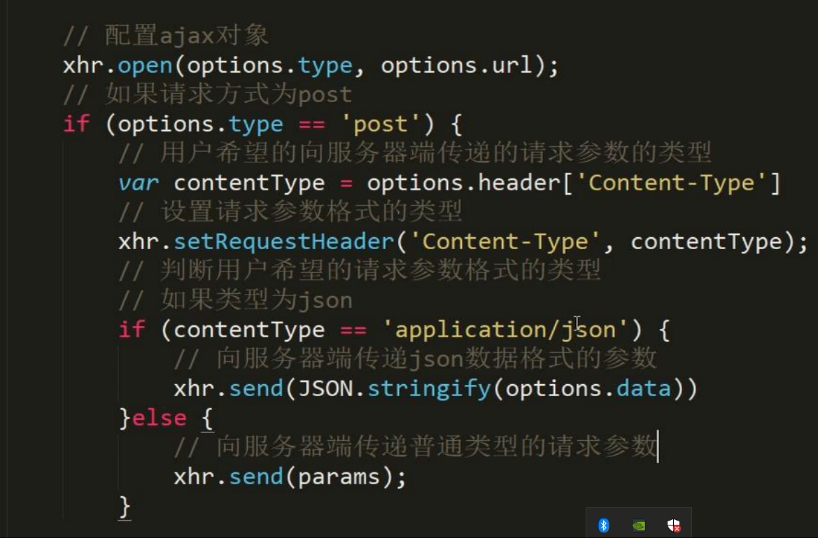 // 配置ajax对象
xhr.open(options.type, options.url);
// 如果请求方式为post
if (options.type == 'post') {
// 用户希望的向服务器端传递的请求参数的类型
var contentType = options.header['Content-Type']
// 设置请求参数格式的类型
xhr.setRequestHeader('Content-Type', contentType);
// 判断用户希望的请求参数格式的类型
// 如果类型为json
if (contentType == 'application/json') {
// 向服务器端传递json数据格式的参数
xhr.send(JSON.stringify(options.data))
}else {
// 向服务器端传递普通类型的请求参数
xhr.send(params);
}